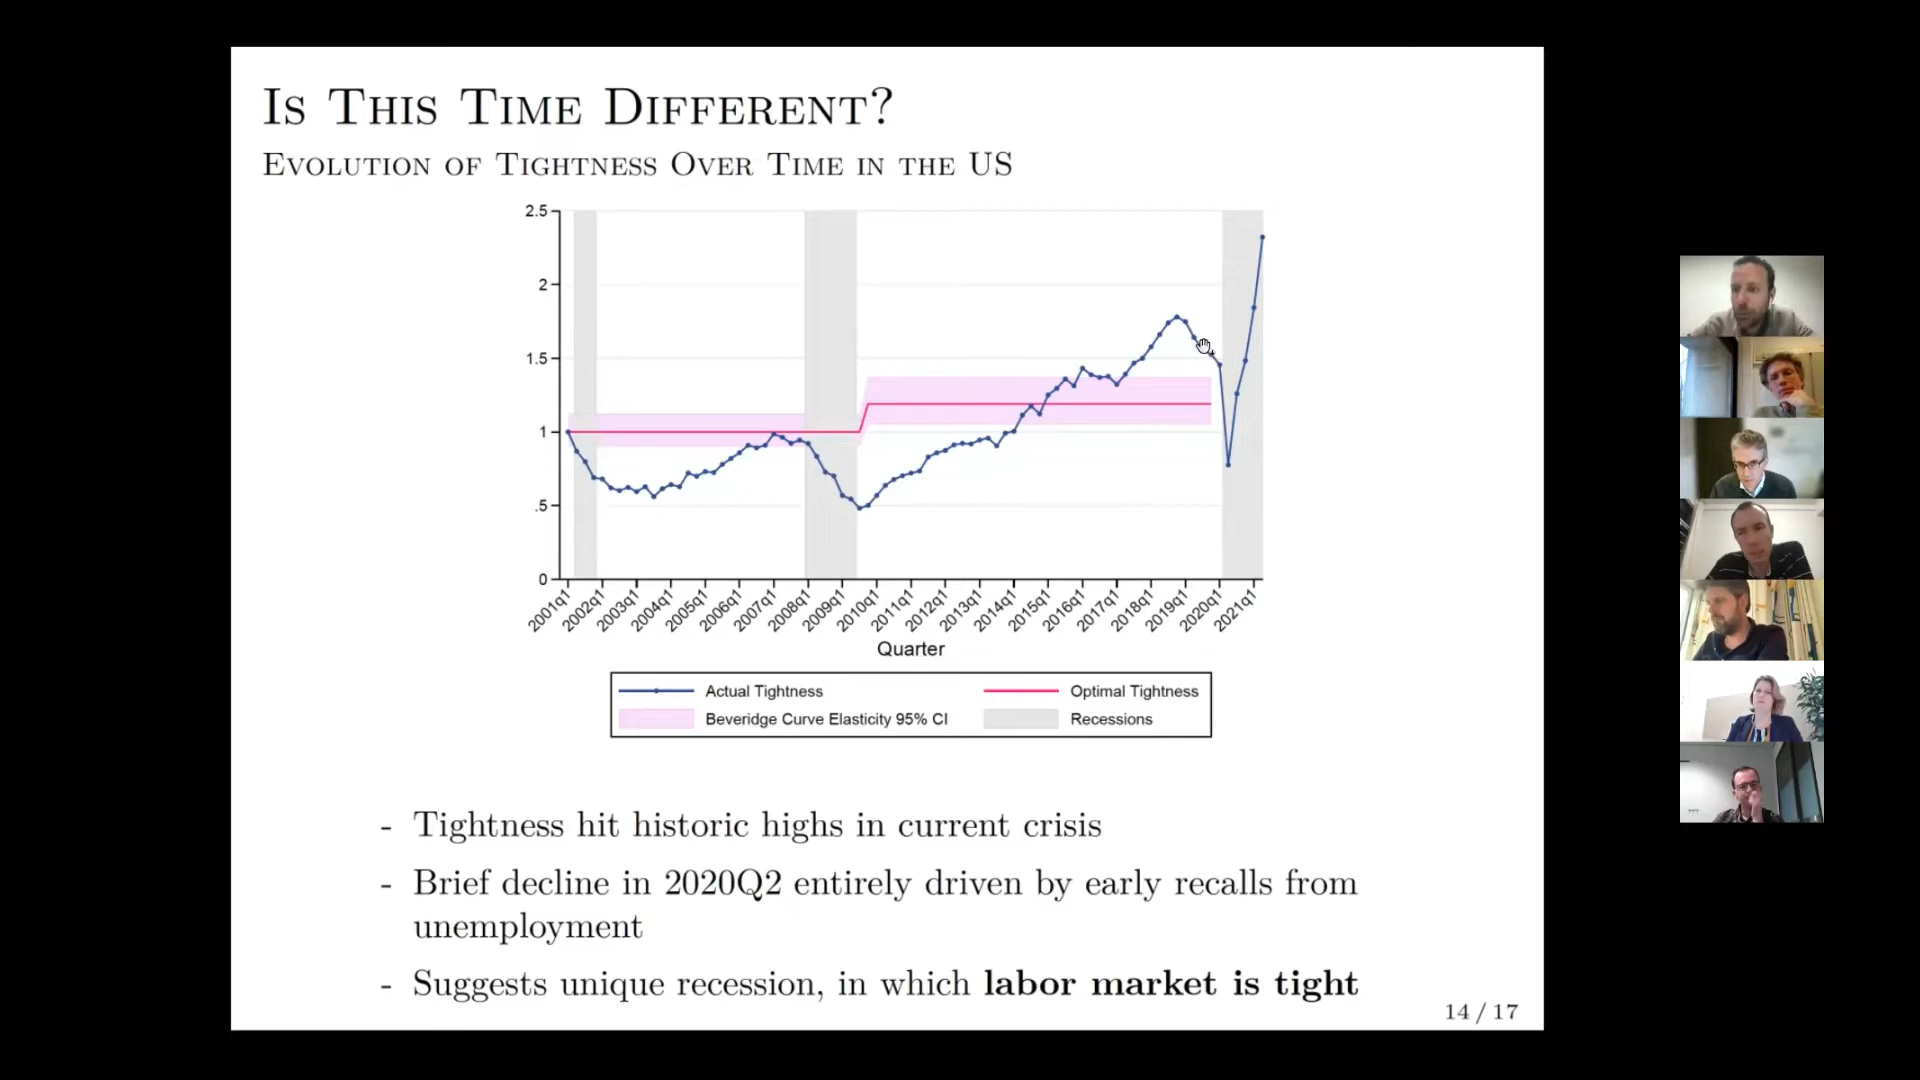 Is This Time Different?
Evolution of Tightness Over Time in the US
2.5
2
1.5
1
.5
0
2001q1
2002q1
2003q1
2004q1
2005q1
2006q1
2007q1
2008q1
2009q1
2010q1
2011q1
2012q1
2013q1
2014q1
2015q1
2016q1
2017q1
2018q1
2019q1
2020q1
2021q1
Quarter
Actual Tightness
Optimal Tightness
Beveridge Curve Elasticity 95% CI
Recessions
- Tightness hit historic highs in current crisis
- Brief decline in 2020Q2 entirely driven by early recalls from
unemployment
- Suggests unique recession, in which labor market is tight
14 / 17